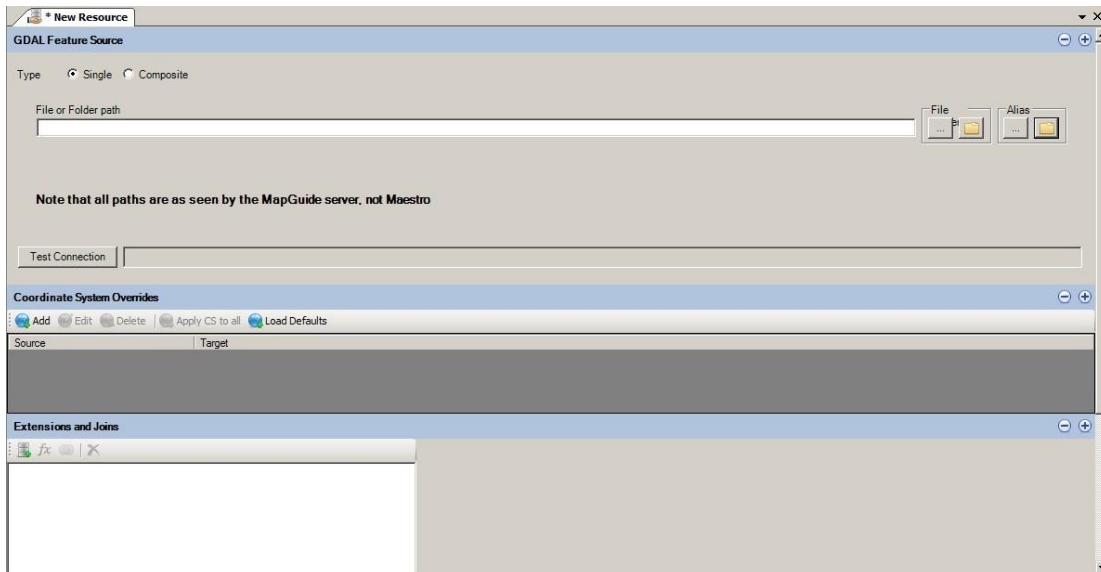 * New Resource
GDAL Feature Source
Type Single Composite
File or Folder path
File Alias
... ...
Note that all paths are as seen by the MapGuide server, not Maestro
Test Connection
Coordinate System Overrides
Add Edit Delete Apply CS to all Load Defaults
Source Target
Extensions and Joins
fx